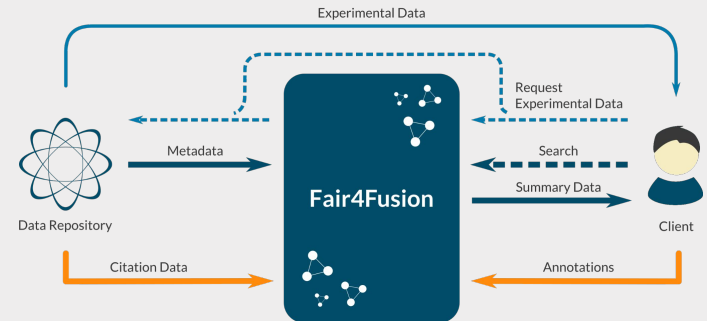 Experimental Data
Request
Experimental Data
Metadata
Search
Fair4Fusion
Summary Data
Data Repository
Client
Citation Data
Annotations